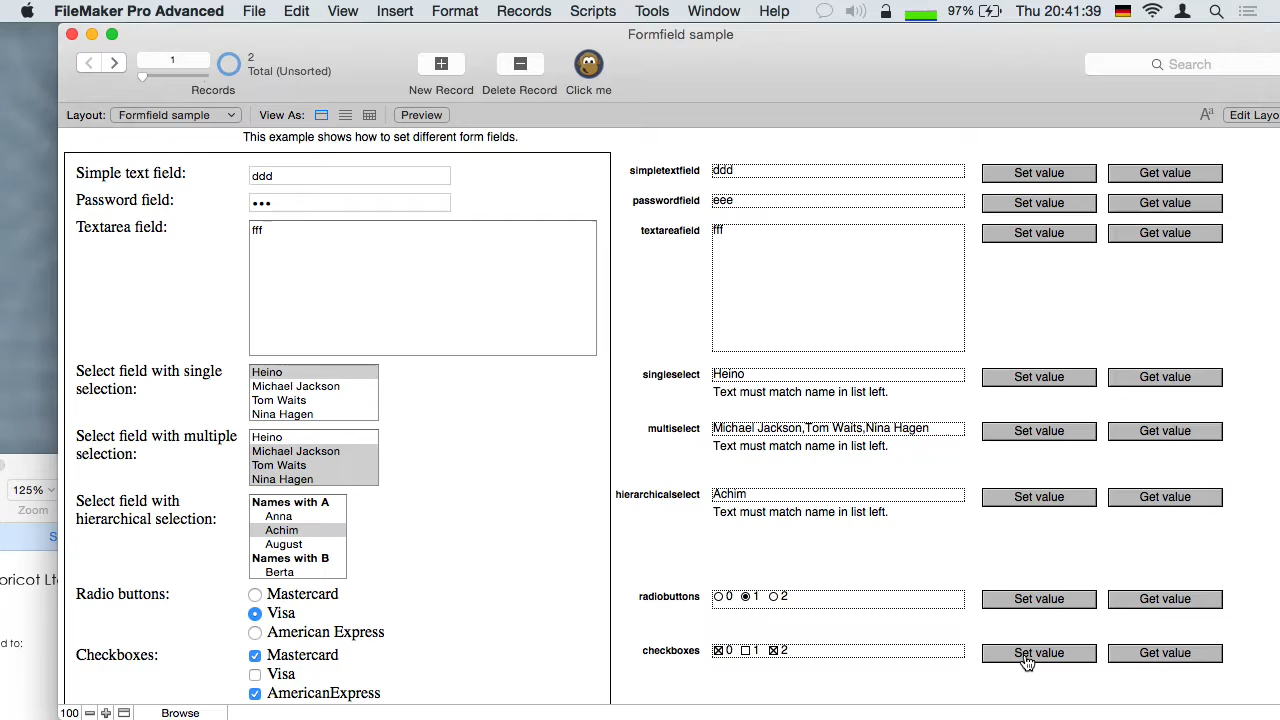 FileMaker Pro Advanced File Edit View Insert Format Records Scripts Tools Window Help 97% Thu 20:41:39
Formfield sample
1
2
Total (Unsorted)
Records
New Record
Delete Record
Click me
Search
Layout: Formfield sample View As: Preview Edit Layo
This example shows how to set different form fields.
Simple text field: ddd simpletextfield ddd Set value Get value
Password field: ••• passwordfield eee Set value Get value
Textarea field: fff textareafield fff Set value Get value
Select field with single
selection:
Heino
Michael Jackson
Tom Waits
Nina Hagen
singleselect Heino Set value Get value
Text must match name in list left.
Select field with multiple
selection:
Heino
Michael Jackson
Tom Waits
Nina Hagen
multiselect Michael Jackson,Tom Waits,Nina Hagen Set value Get value
Text must match name in list left.
Select field with
hierarchical selection:
Names with A
Anna
Achim
August
Names with B
Berta
hierarchicalselect Achim Set value Get value
Text must match name in list left.
Radio buttons:
Mastercard
Visa
American Express
radiobuttons 0 1 2 Set value Get value
Checkboxes:
Mastercard
Visa
AmericanExpress
checkboxes 0 1 2 Set value Get value
125%
Zoom
S
oricot Lt
d to:
100 Browse